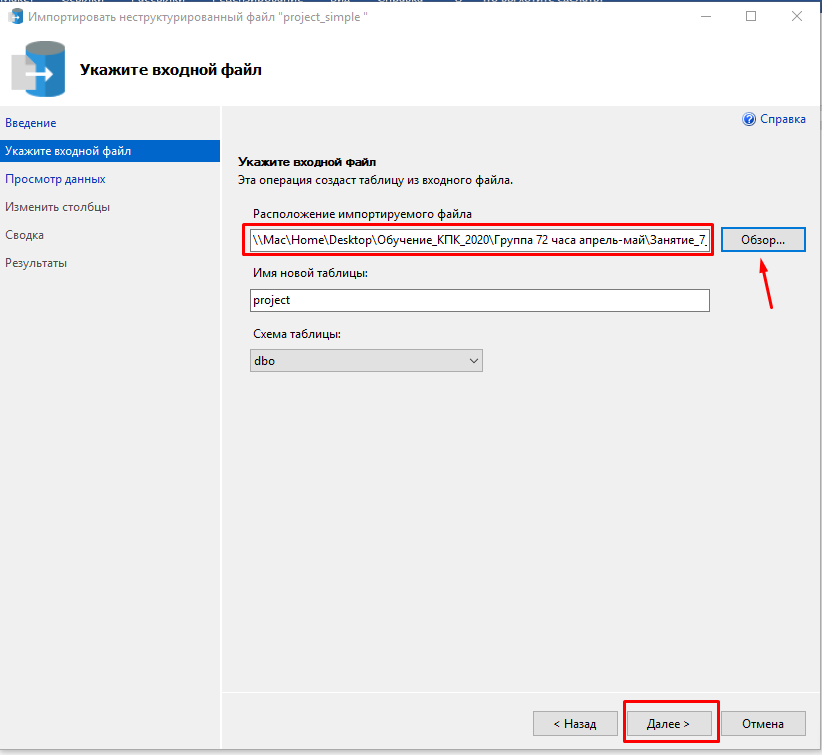 Импортировать неструктурированный файл "project_simple "
Укажите входной файл
Введение
Укажите входной файл
Просмотр данных
Изменить столбцы
Сводка
Результаты
Справка
Укажите входной файл
Эта операция создаст таблицу из входного файла.
Расположение импортируемого файла
\\Mac\Home\Desktop\Обучение_КПК_2020\Группа 72 часа апрель-май\Занятие_7_
Обзор...
Имя новой таблицы:
project
Схема таблицы:
dbo
< Назад
Далее >
Отмена